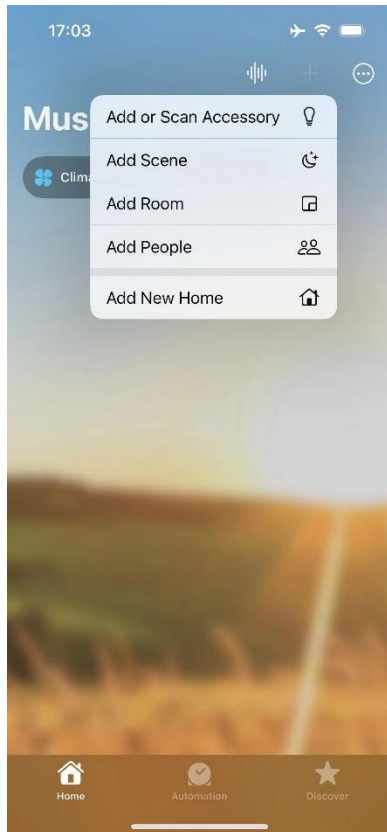 17:03
Mus
Add or Scan Accessory
Add Scene
Clima
Add Room
Add People
Add New Home
Home
Automation
Discover